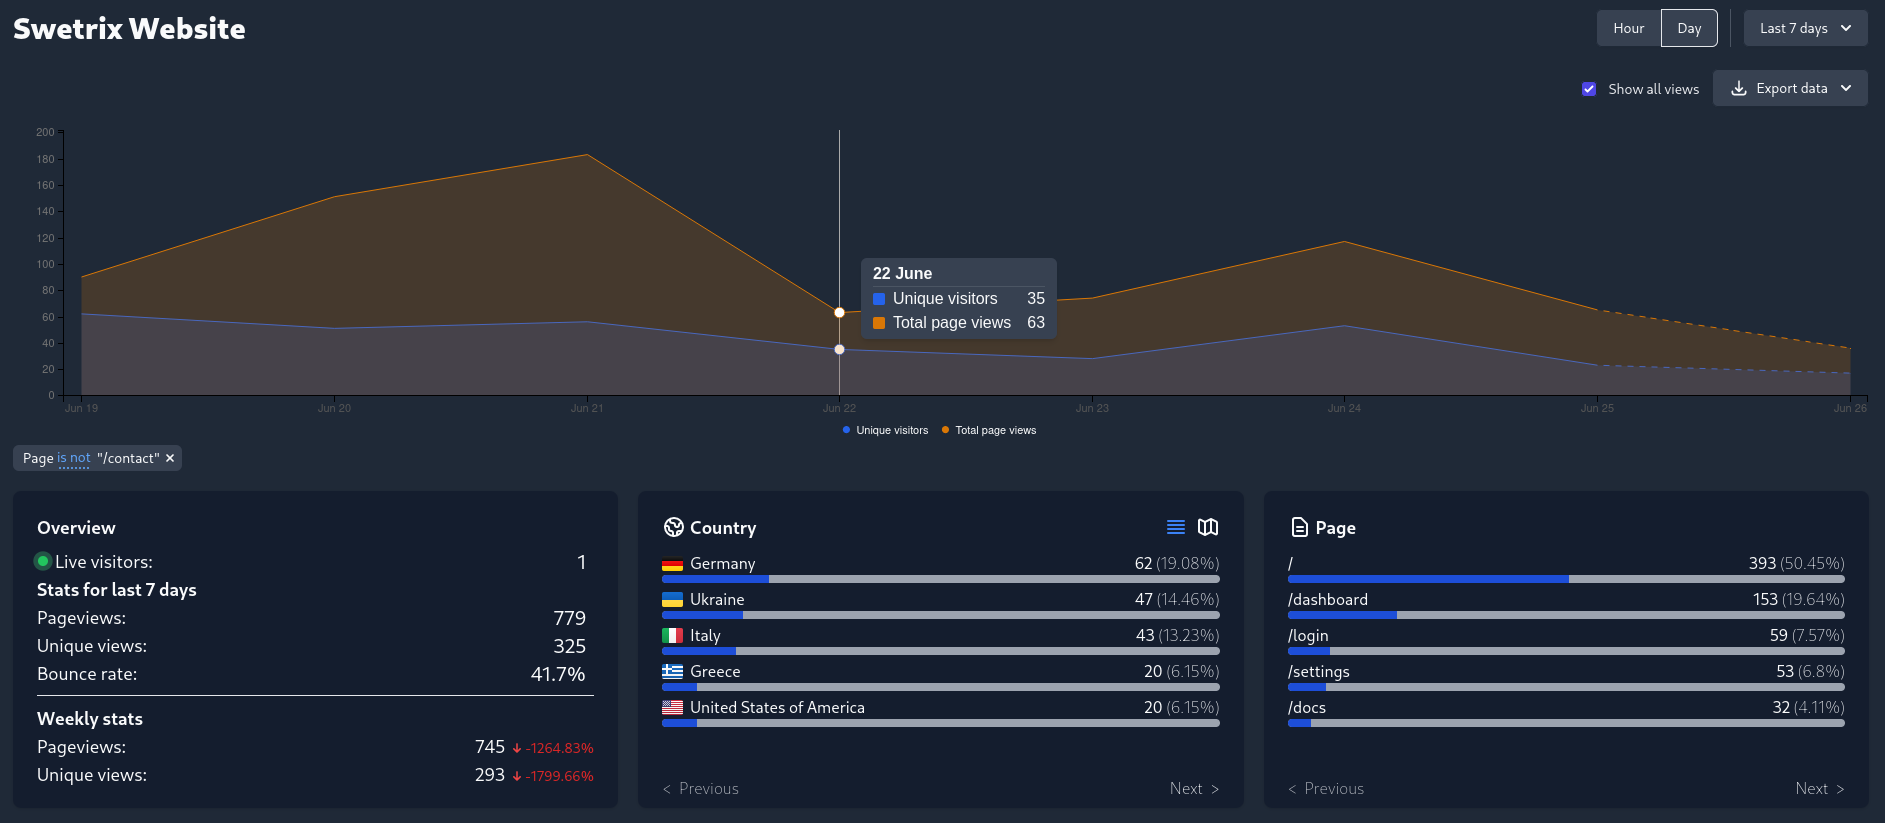 Swetrix Website
Hour Day Last 7 days
Show all views Export data
200
180
160
140
120
100
80
60
40
20
0
22 June
Unique visitors 35
Total page views 63
Jun 19 Jun 20 Jun 21 Jun 22 Jun 23 Jun 24 Jun 25 Jun 26
Unique visitors Total page views
Page is not "/contact" ×
Overview
Live visitors: 1
Stats for last 7 days
Pageviews: 779
Unique views: 325
Bounce rate: 41.7%
Weekly stats
Pageviews: 745 ↓ -1264.83%
Unique views: 293 ↓ -1799.66%
Country
Germany 62 (19.08%)
Ukraine 47 (14.46%)
Italy 43 (13.23%)
Greece 20 (6.15%)
United States of America 20 (6.15%)
< Previous Next >
Page
/ 393 (50.45%)
/dashboard 153 (19.64%)
/login 59 (7.57%)
/settings 53 (6.8%)
/docs 32 (4.11%)
< Previous Next >